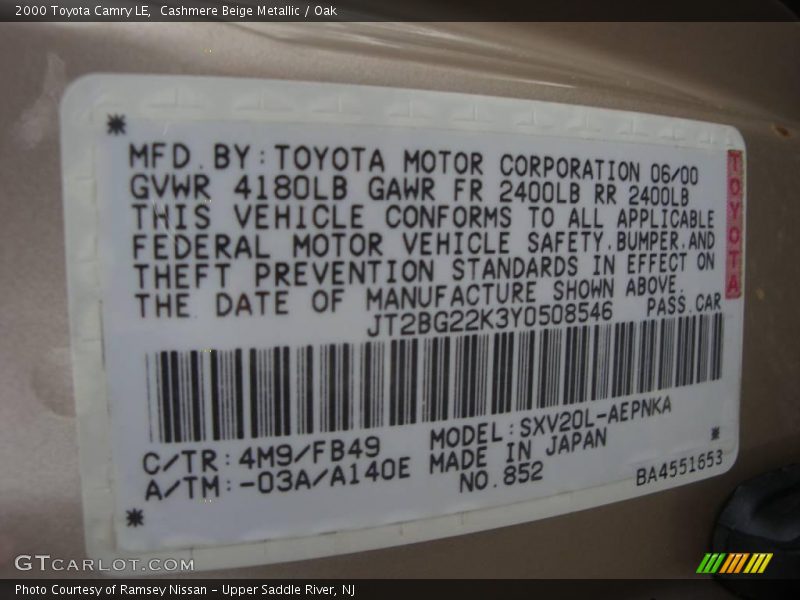 2000 Toyota Camry LE,  Cashmere Beige Metallic / Oak
MFD.BY:TOYOTA MOTOR CORPORATION 06/00
GVWR 4180LB GAWR FR 2400LB RR 2400LB
THIS VEHICLE CONFORMS TO ALL APPLICABLE
FEDERAL MOTOR VEHICLE SAFETY.BUMPER.AND
THEFT PREVENTION STANDARDS IN EFFECT ON
THE DATE OF MANUFACTURE SHOWN ABOVE.
JT2BG22K3Y0508546 PASS.CAR
TOYOTA
C/TR:4M9/FB49 MODEL:SXV20L-AEPNKA
A/TM:-03A/A140E MADE IN JAPAN
NO.852 BA4551653
GTCARLOT.COM
Photo Courtesy of Ramsey Nissan - Upper Saddle River, NJ